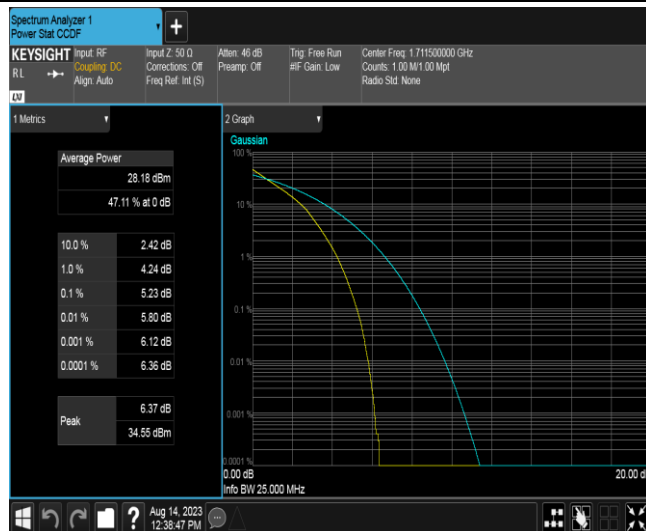 Spectrum Analyzer 1
Power Stat CCDF
+
KEYSIGHT
RL
Input: RF
Coupling: DC
Align: Auto
Input Z: 50 Ω
Corrections: Off
Freq Ref: Int (S)
Atten: 46 dB
Preamp: Off
Trig: Free Run
#IF Gain: Low
Center Freq: 1.711500000 GHz
Counts: 1.00 M/1.00 Mpt
Radio Std: None
1 Metrics
Average Power
28.18 dBm
47.11 % at 0 dB
10.0 % 2.42 dB
1.0 % 4.24 dB
0.1 % 5.23 dB
0.01 % 5.80 dB
0.001 % 6.12 dB
0.0001 % 6.36 dB
Peak
6.37 dB
34.55 dBm
2 Graph
Gaussian
100 %
10 %
1 %
0.1 %
0.01 %
0.001 %
0.0001 %
0.00 dB
20.00 d
Info BW 25.000 MHz
?
Aug 14, 2023
12:38:47 PM